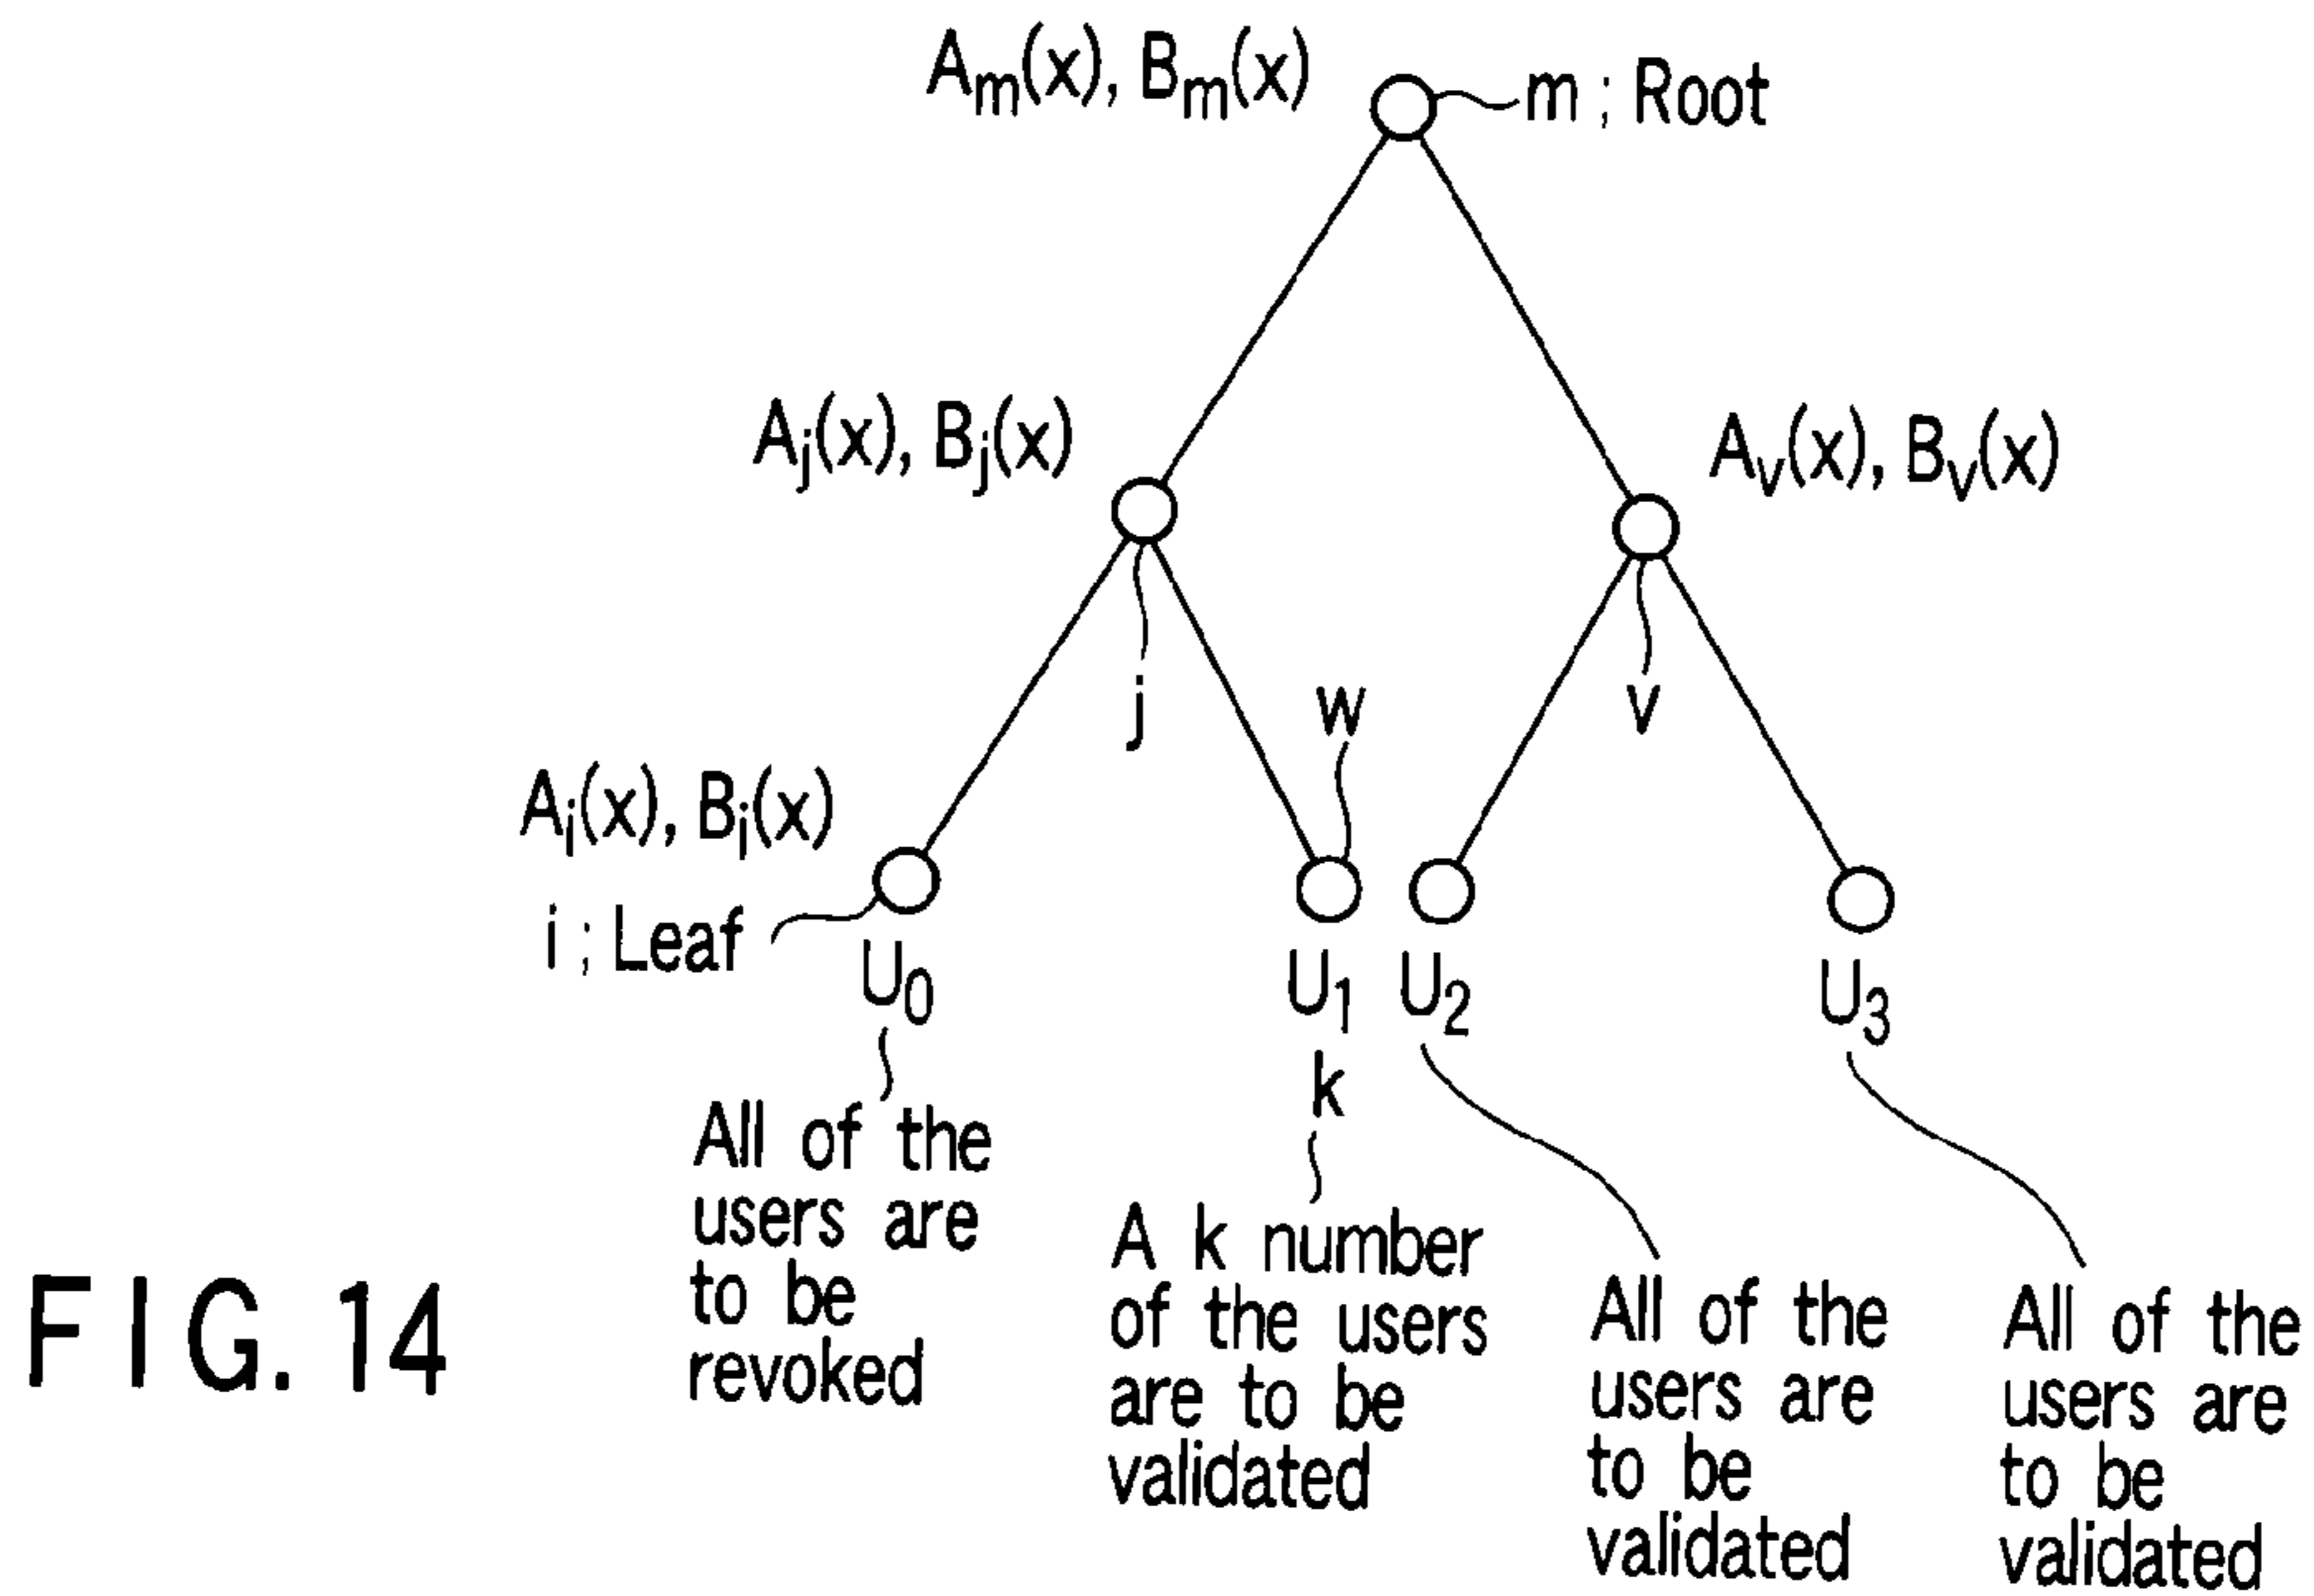 Aₘ(x), Bₘ(x)
m ; Root
Aⱼ(x), Bⱼ(x)
Aᵥ(x), Bᵥ(x)
j
w
v
Aᵢ(x), Bᵢ(x)
i ; Leaf
U₀
U₁
U₂
U₃
k
All of the
users are
to be
revoked
A k number
of the users
are to be
validated
All of the
users are
to be
validated
All of the
users are
to be
validated
FIG. 14